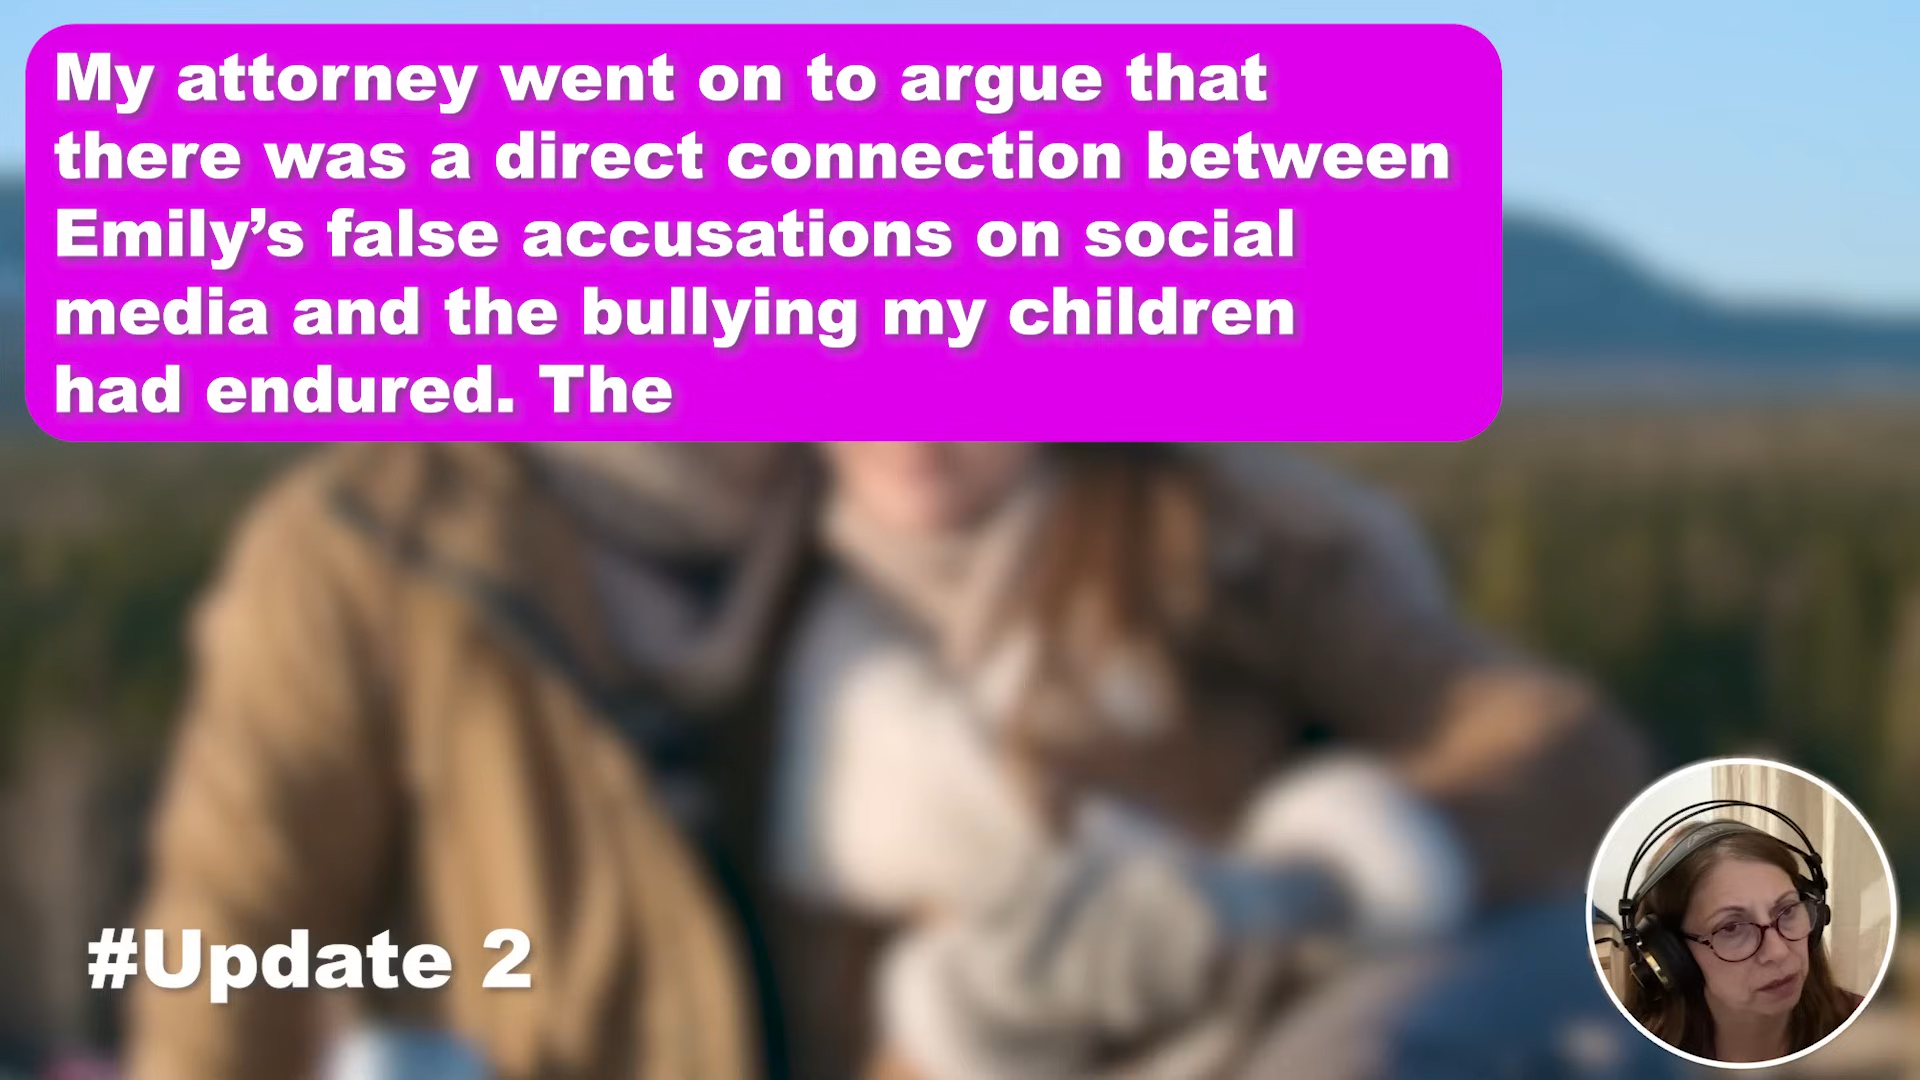 My attorney went on to argue that
there was a direct connection between
Emily’s false accusations on social
media and the bullying my children
had endured. The
#Update 2